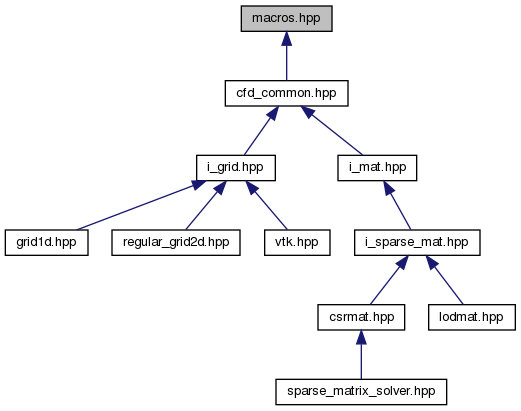 macros.hpp
cfd_common.hpp
i_grid.hpp
i_mat.hpp
grid1d.hpp
regular_grid2d.hpp
vtk.hpp
i_sparse_mat.hpp
csrmat.hpp
lodmat.hpp
sparse_matrix_solver.hpp